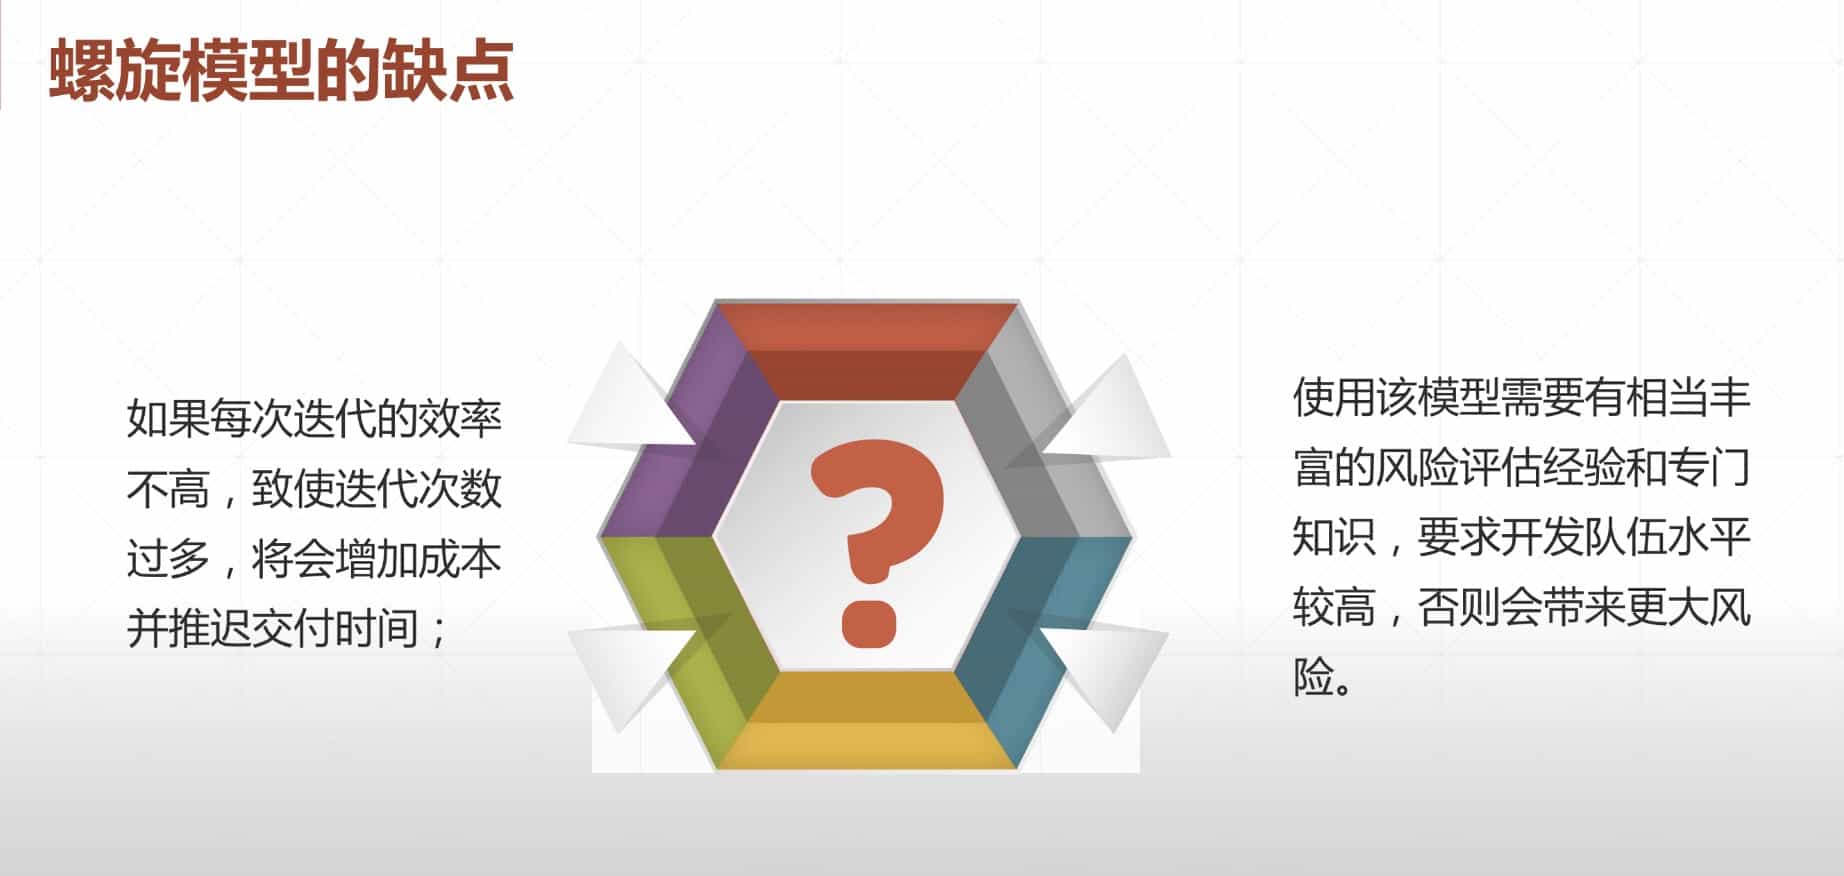 螺旋模型的缺点
如果每次迭代的效率
不高，致使迭代次数
过多，将会增加成本
并推迟交付时间；
?
使用该模型需要有相当丰
富的风险评估经验和专门
知识，要求开发队伍水平
较高，否则会带来更大风
险。